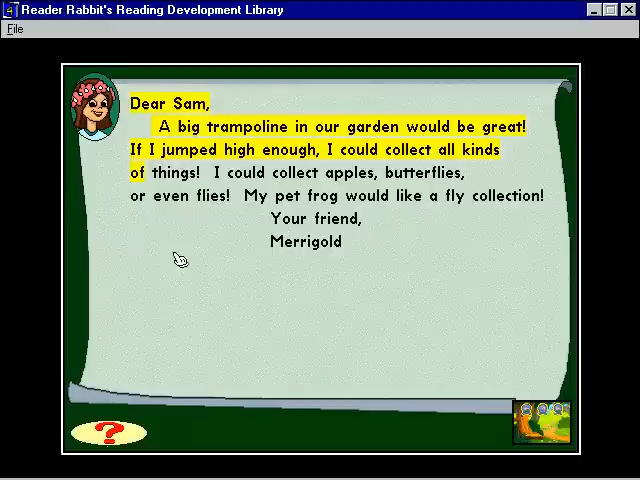 Reader Rabbit's Reading Development Library
File
Dear Sam,
A big trampoline in our garden would be great!
If I jumped high enough, I could collect all kinds
of things! I could collect apples, butterflies,
or even flies! My pet frog would like a fly collection!
Your friend,
Merrigold
?